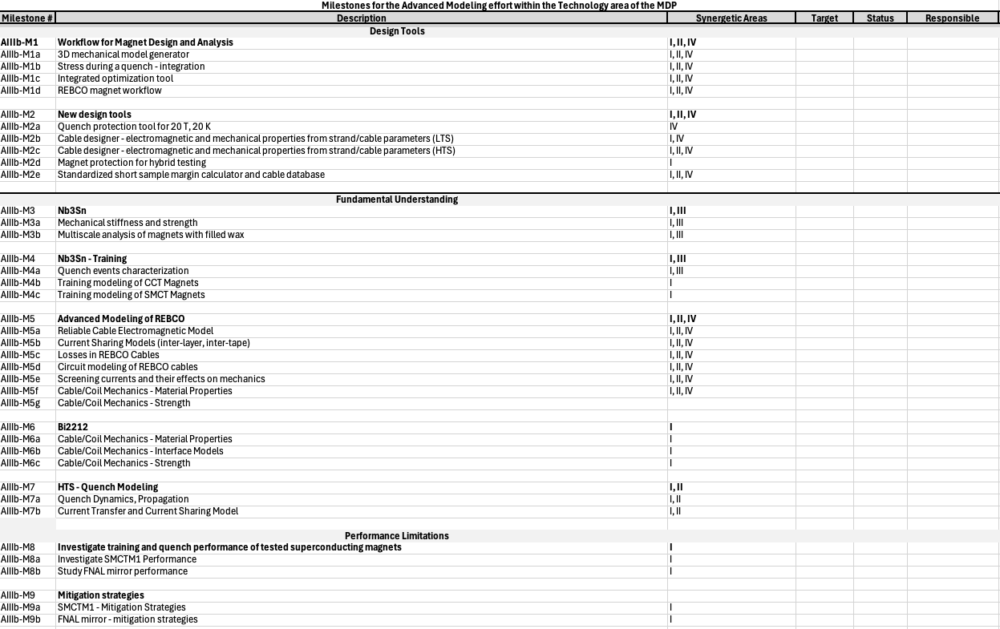 Milestones for the Advanced Modeling effort within the Technology area of the MDP
Milestone # Description Synergetic Areas Target Status Responsible
Design Tools
AIIIb-M1 Workflow for Magnet Design and Analysis I, II, IV
AIIIb-M1a 3D mechanical model generator I, II, IV
AIIIb-M1b Stress during a quench - integration I, II, IV
AIIIb-M1c Integrated optimization tool I, II, IV
AIIIb-M1d REBCO magnet workflow I, II, IV
AIIIb-M2 New design tools I, II, IV
AIIIb-M2a Quench protection tool for 20 T, 20 K IV
AIIIb-M2b Cable designer - electromagnetic and mechanical properties from strand/cable parameters (LTS) I, IV
AIIIb-M2c Cable designer - electromagnetic and mechanical properties from strand/cable parameters (HTS) I, II, IV
AIIIb-M2d Magnet protection for hybrid testing I
AIIIb-M2e Standardized short sample margin calculator and cable database I, II, IV
Fundamental Understanding
AIIIb-M3 Nb3Sn I, III
AIIIb-M3a Mechanical stiffness and strength I, III
AIIIb-M3b Multiscale analysis of magnets with filled wax I, III
AIIIb-M4 Nb3Sn - Training I, III
AIIIb-M4a Quench events characterization I, III
AIIIb-M4b Training modeling of CCT Magnets I
AIIIb-M4c Training modeling of SMCT Magnets I
AIIIb-M5 Advanced Modeling of REBCO I, II, IV
AIIIb-M5a Reliable Cable Electromagnetic Model I, II, IV
AIIIb-M5b Current Sharing Models (inter-layer, inter-tape) I, II, IV
AIIIb-M5c Losses in REBCO Cables I, II, IV
AIIIb-M5d Circuit modeling of REBCO cables I, II, IV
AIIIb-M5e Screening currents and their effects on mechanics I, II, IV
AIIIb-M5f Cable/Coil Mechanics - Material Properties I, II, IV
AIIIb-M5g Cable/Coil Mechanics - Strength
AIIIb-M6 Bi2212 I
AIIIb-M6a Cable/Coil Mechanics - Material Properties I
AIIIb-M6b Cable/Coil Mechanics - Interface Models I
AIIIb-M6c Cable/Coil Mechanics - Strength I
AIIIb-M7 HTS - Quench Modeling I, II
AIIIb-M7a Quench Dynamics, Propagation I, II
AIIIb-M7b Current Transfer and Current Sharing Model I, II
Performance Limitations
AIIIb-M8 Investigate training and quench performance of tested superconducting magnets I
AIIIb-M8a Investigate SMCTM1 Performance I
AIIIb-M8b Study FNAL mirror performance I
AIIIb-M9 Mitigation strategies
AIIIb-M9a SMCTM1 - Mitigation Strategies I
AIIIb-M9b FNAL mirror - mitigation strategies I